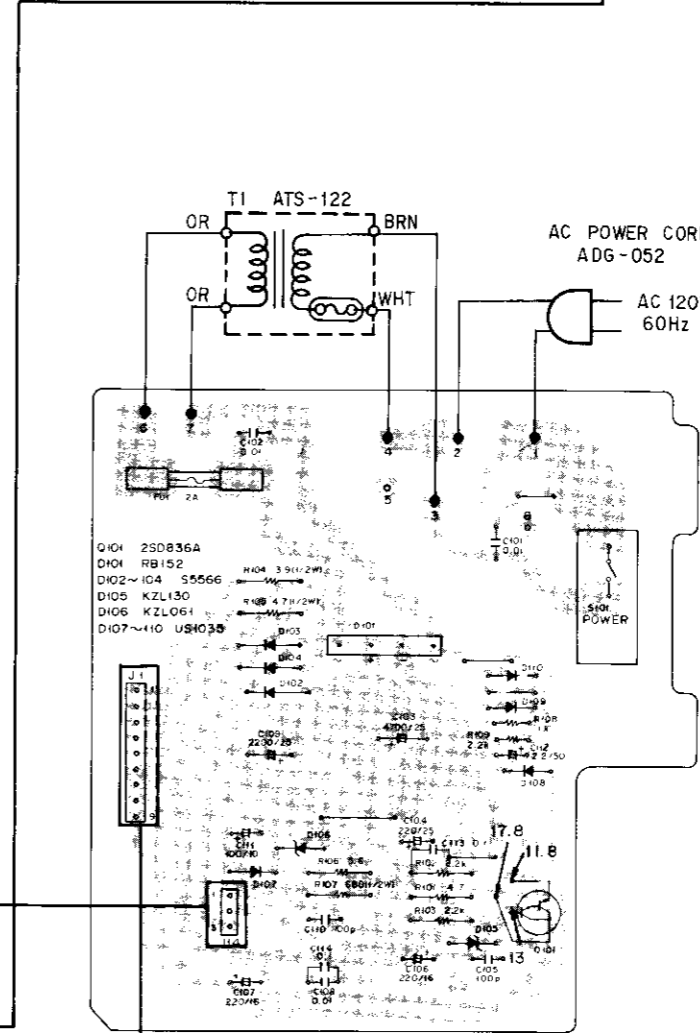 T1 ATS-122
OR
BRN
OR
WHT
AC POWER COR
ADG-052
AC 120
60Hz
6
7
4
2
1
5
3
8
C102
0.01
2A
C101
0.01
S101
POWER
Q101 2SD836A
D101 RB152
D102~104 S5566
D105 KZL130
D106 KZL061
D107~110 US1035
R104 3.9(1/2W)
R105 4.7(1/2W)
D103
D104
D102
D101
J1
9
D110
D109
R108
1K
R109
2.2k
C112
2.2/50
D108
C109
2200/25
C103
4700/25
C104
220/25
C113
C111
100/10
D106
D107
R106
R107 680(1/2W)
R102 2.2k
R101 4.7
R103 2.2k
17.8
11.8
13
Q101
D105
C110 100p
C114
0.1
C108
0.01
C107
220/16
C106
220/16
C105
100p